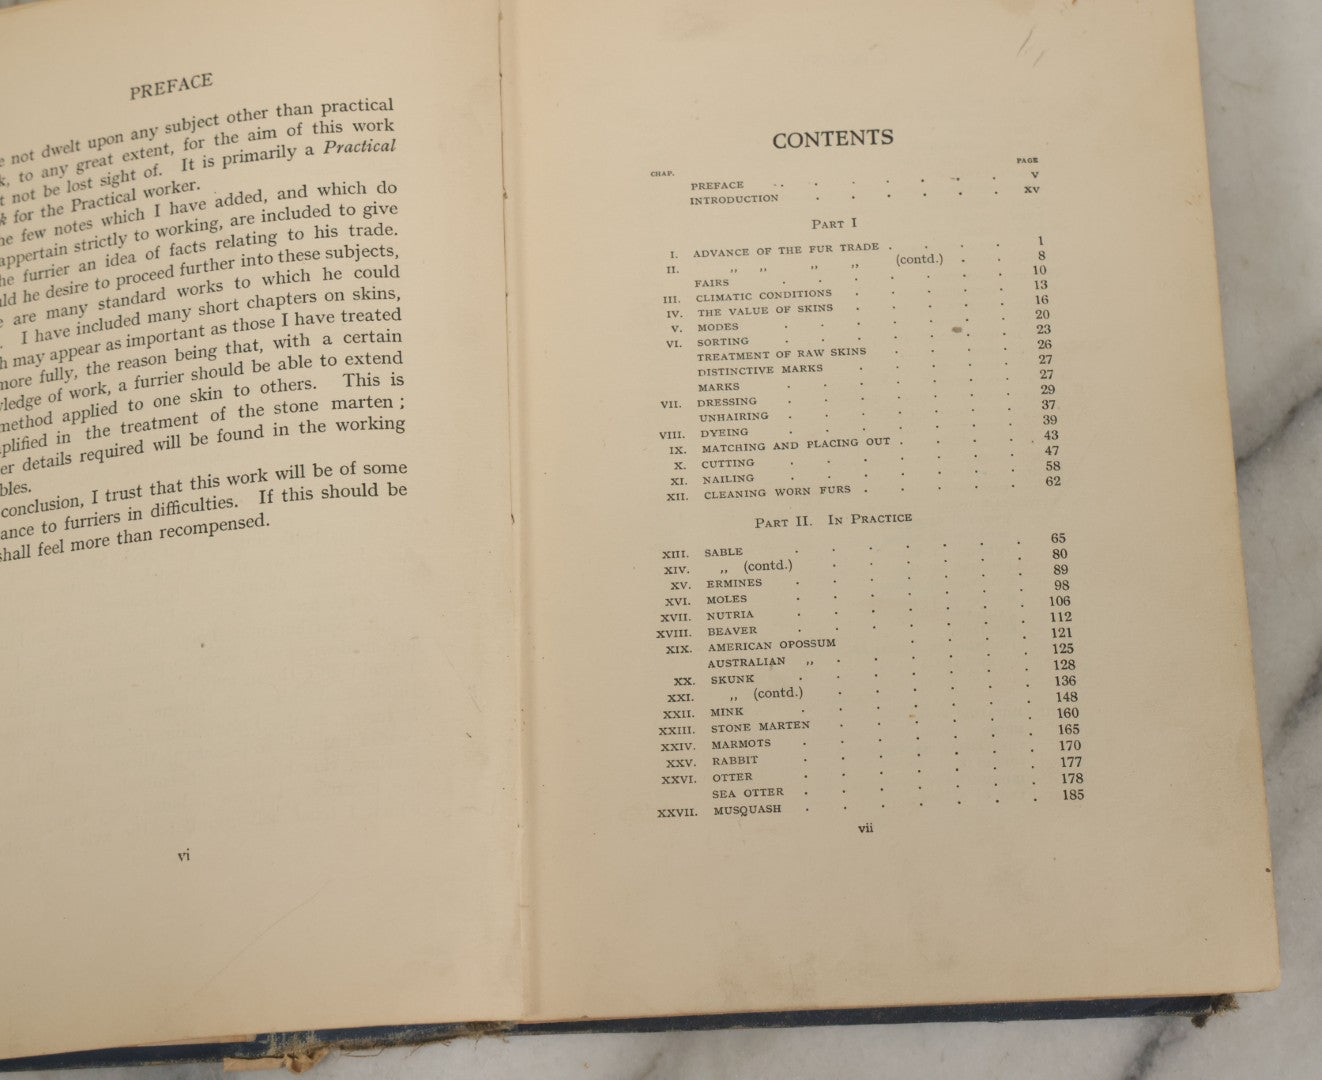 PREFACE
not dwelt upon any subject other than practical
to any great extent, for the aim of this work
not be lost sight of. It is primarily a Practical
for the Practical worker.
few notes which I have added, and which do
appertain strictly to working, are included to give
furrier an idea of facts relating to his trade.
he desire to proceed further into these subjects,
are many standard works to which he could
I have included many short chapters on skins,
may appear as important as those I have treated
more fully, the reason being that, with a certain
of work, a furrier should be able to extend
method applied to one skin to others. This is
in the treatment of the stone marten ;
details required will be found in the working
conclusion, I trust that this work will be of some
to furriers in difficulties. If this should be
shall feel more than recompensed.
vi
CONTENTS
CHAP. PAGE
PREFACE . . . . . . . v
INTRODUCTION . . . . . . xv
PART I
I. ADVANCE OF THE FUR TRADE . . . . 1
II. ,, ,, ,, ,, (contd.) . . 8
FAIRS . . . . . . . 10
III. CLIMATIC CONDITIONS . . . . . 13
IV. THE VALUE OF SKINS . . . . . 16
V. MODES . . . . . . . 20
VI. SORTING . . . . . . . 23
TREATMENT OF RAW SKINS . . . . 26
DISTINCTIVE MARKS . . . . . 27
MARKS . . . . . . . 27
VII. DRESSING . . . . . . . 29
UNHAIRING . . . . . . . 37
VIII. DYEING . . . . . . . 39
IX. MATCHING AND PLACING OUT . . . . 43
X. CUTTING . . . . . . . 47
XI. NAILING . . . . . . . 58
XII. CLEANING WORN FURS . . . . . 62
PART II. IN PRACTICE
XIII. SABLE . . . . . . . 65
XIV. ,, (contd.) . . . . . . 80
XV. ERMINES . . . . . . . 89
XVI. MOLES . . . . . . . 98
XVII. NUTRIA . . . . . . . 106
XVIII. BEAVER . . . . . . . 112
XIX. AMERICAN OPOSSUM . . . . 121
AUSTRALIAN ,, . . . . . . 125
XX. SKUNK . . . . . . . 128
XXI. ,, (contd.) . . . . . . 136
XXII. MINK . . . . . . . 148
XXIII. STONE MARTEN . . . . . . 160
XXIV. MARMOTS . . . . . . . 165
XXV. RABBIT . . . . . . . 170
XXVI. OTTER . . . . . . . 177
SEA OTTER . . . . . . . 178
XXVII. MUSQUASH . . . . . . . 185
vii